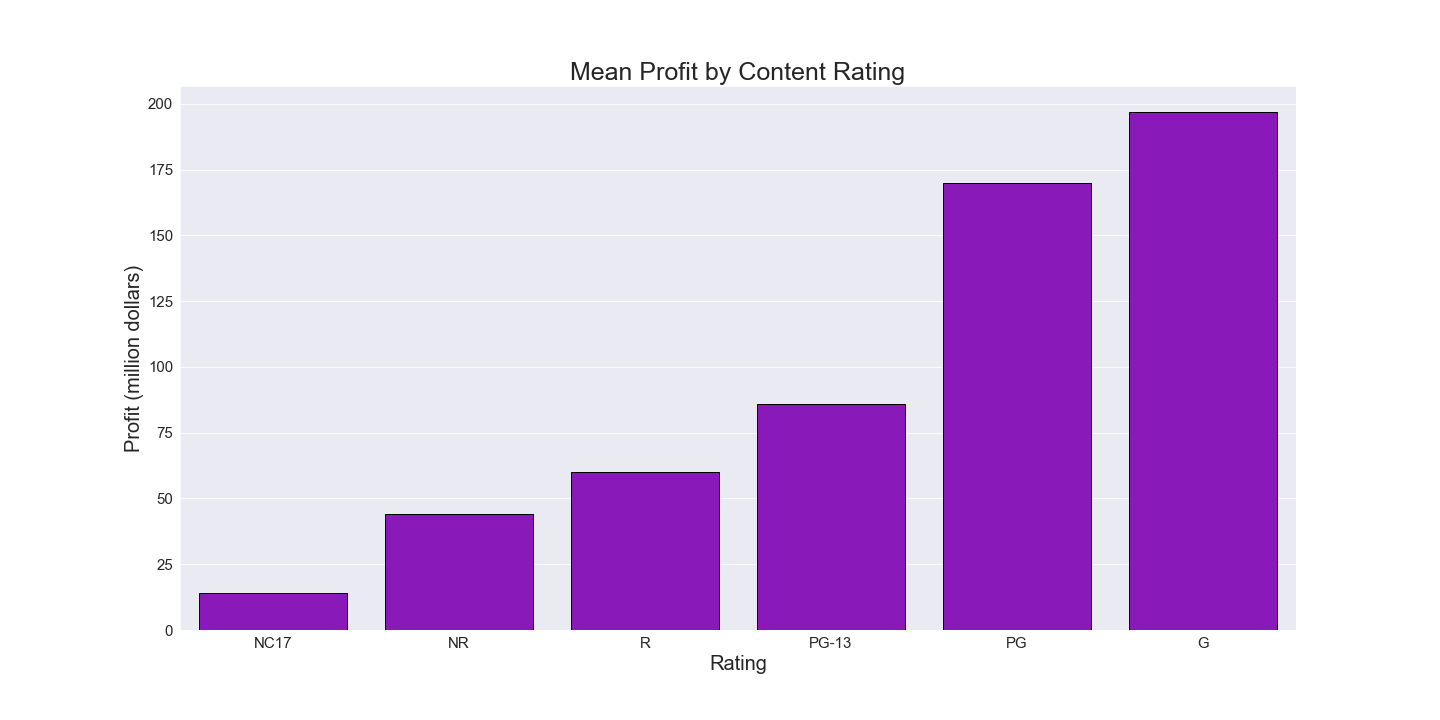 Mean Profit by Content Rating
200
175
150
125
100
75
50
25
0
Profit (million dollars)
NC17 NR R PG-13 PG G
Rating